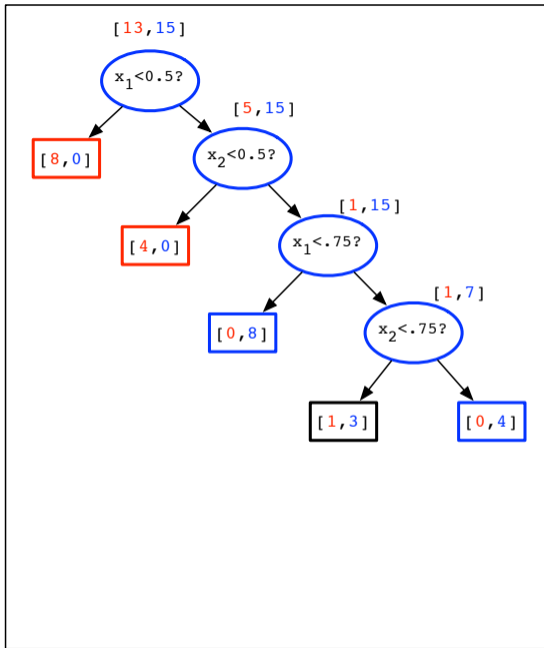 [13,15]
x1<0.5?
[5,15]
[8,0]
x2<0.5?
[1,15]
[4,0]
x1<.75?
[1,7]
[0,8]
x2<.75?
[1,3]
[0,4]